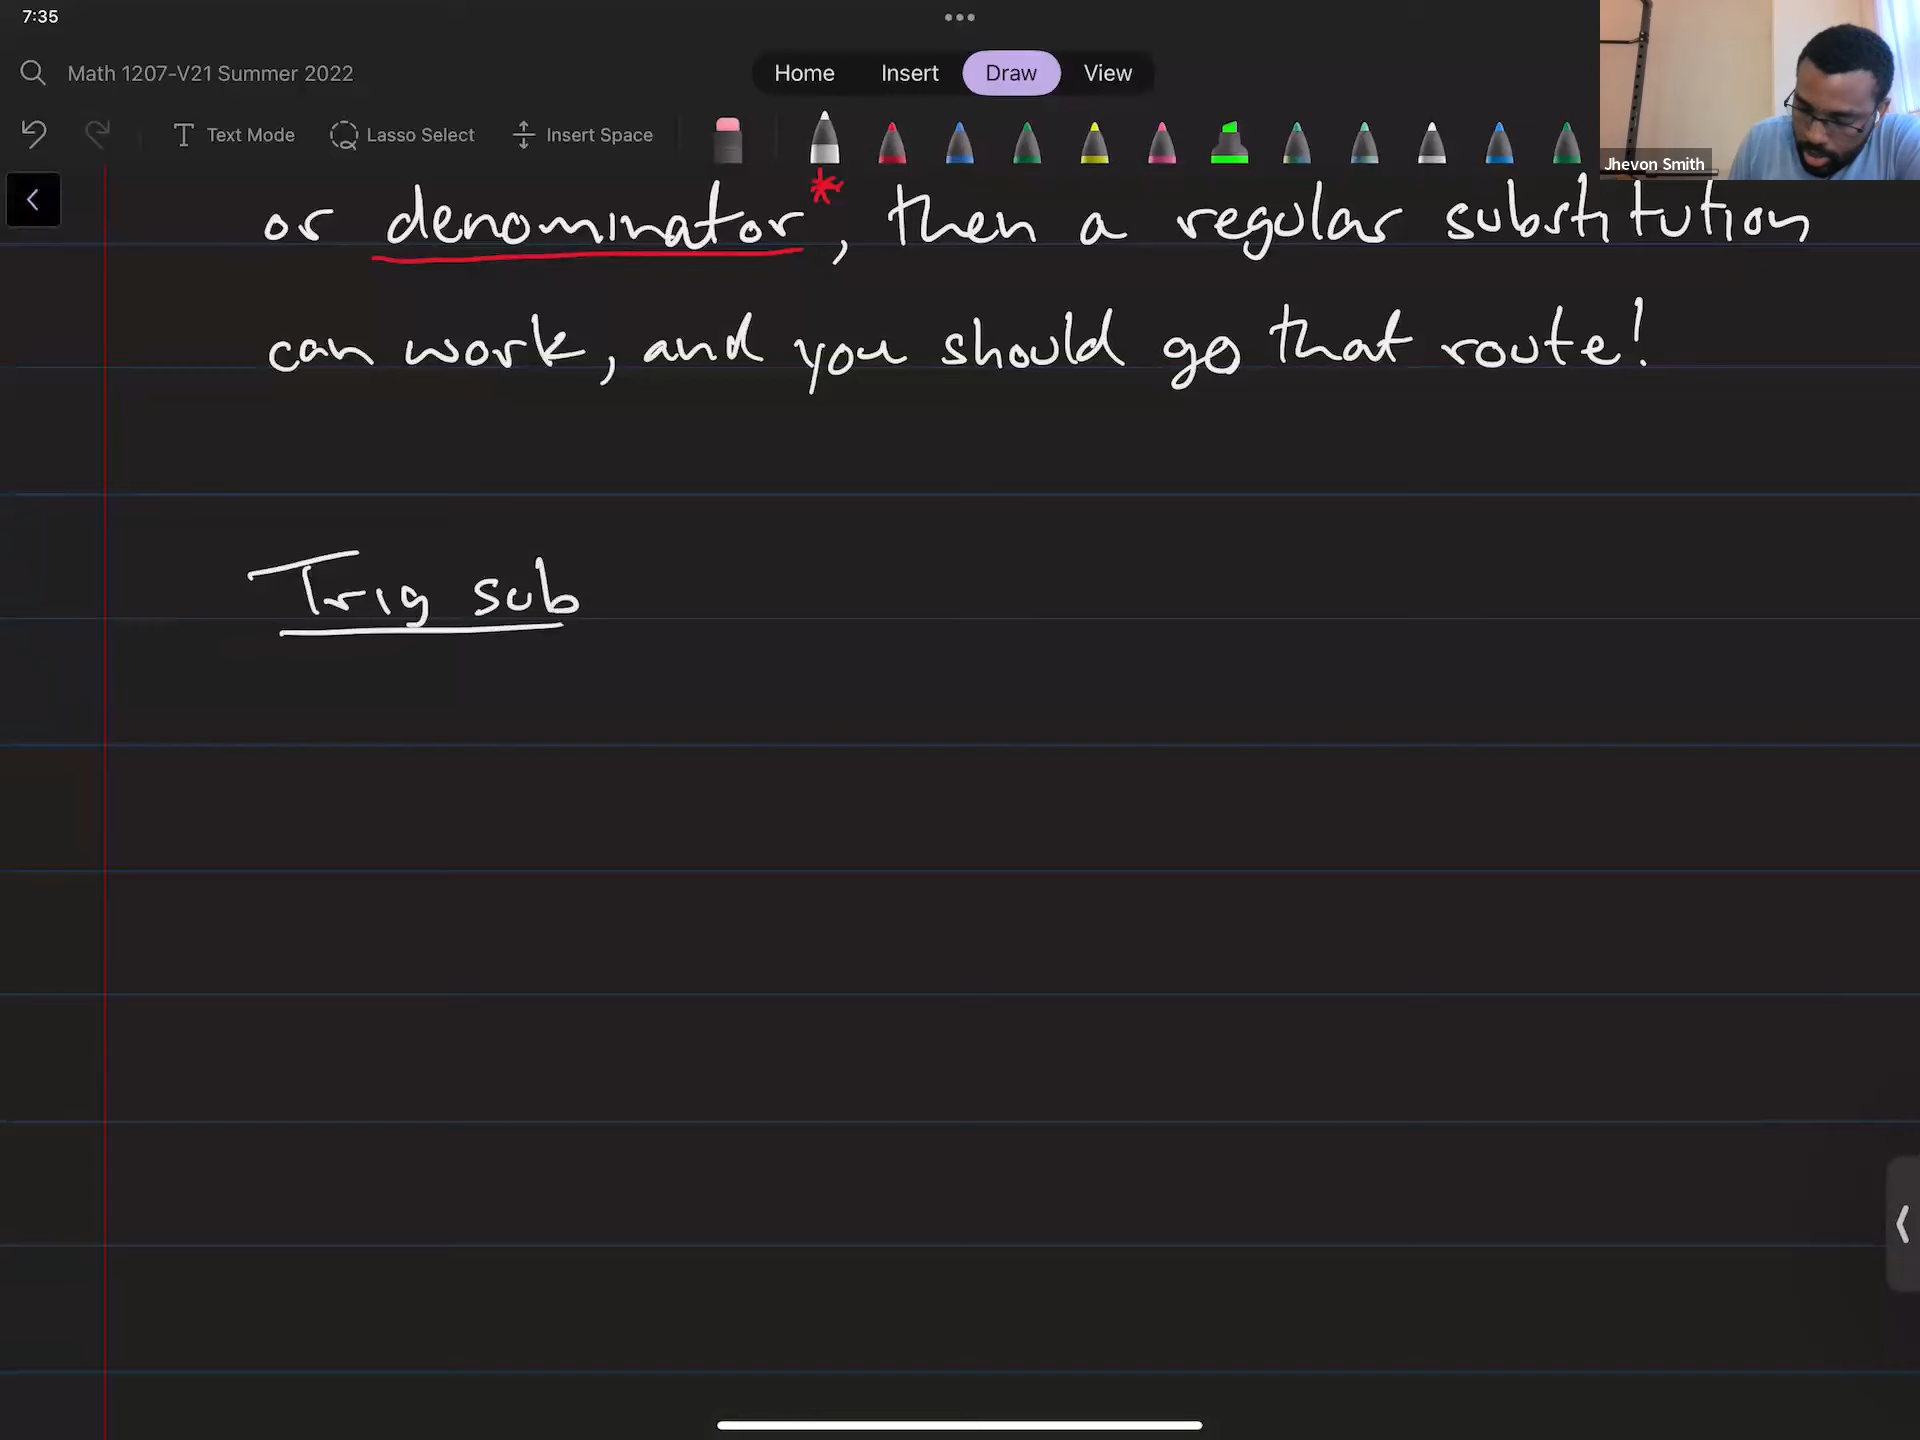 7:35
Math 1207-V21 Summer 2022
Home Insert Draw View
Text Mode Lasso Select Insert Space
Jhevon Smith
or denominator*, then a regular substitution
can work, and you should go that route!
Trig sub